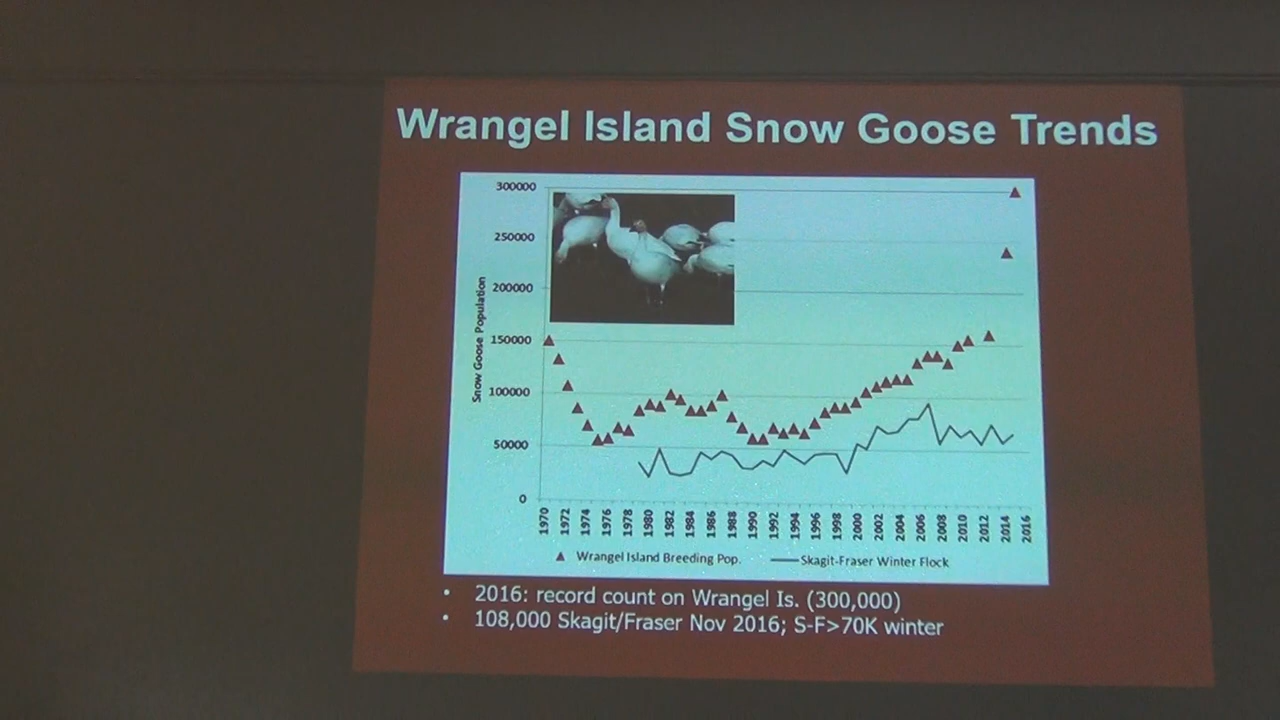 Wrangel Island Snow Goose Trends
300000
250000
200000
150000
100000
50000
0
Snow Goose Population
1970 1972 1974 1976 1978 1980 1982 1984 1986 1988 1990 1992 1994 1996 1998 2000 2002 2004 2006 2008 2010 2012 2014 2016
Wrangel Island Breeding Pop. Skagit-Fraser Winter Flock
• 2016: record count on Wrangel Is. (300,000)
• 108,000 Skagit/Fraser Nov 2016; S-F>70K winter